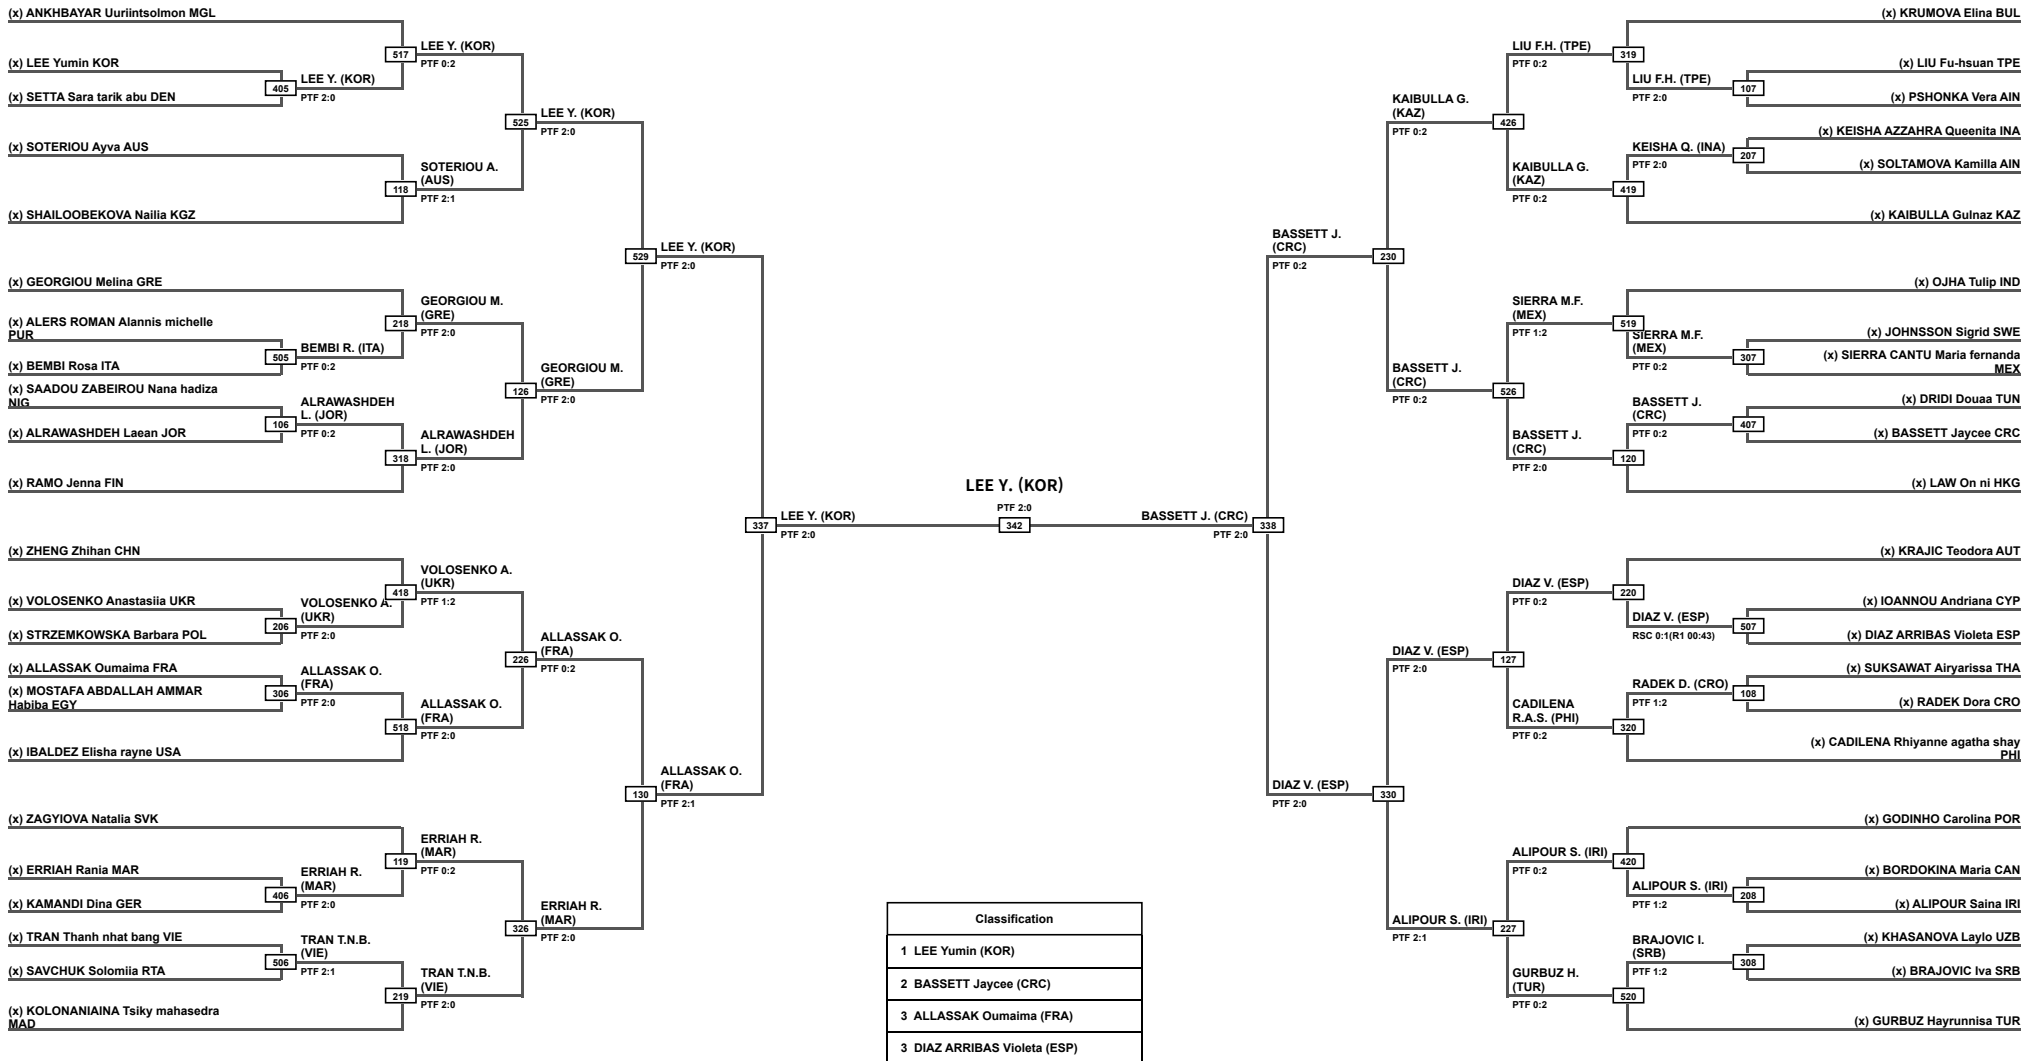 (x) ANKHBAYAR Uuriintsolmon MGL
(x) LEE Yumin KOR
(x) SETTA Sara tarik abu DEN
(x) SOTERIOU Ayva AUS
(x) SHAILOOBEKOVA Nailia KGZ
(x) GEORGIOU Melina GRE
(x) ALERS ROMAN Alannis michelle
PUR
(x) BEMBI Rosa ITA
(x) SAADOU ZABEIROU Nana hadiza
NIG
(x) ALRAWASHDEH Laean JOR
(x) RAMO Jenna FIN
(x) ZHENG Zhihan CHN
(x) VOLOSENKO Anastasiia UKR
(x) STRZEMKOWSKA Barbara POL
(x) ALLASSAK Oumaima FRA
(x) MOSTAFA ABDALLAH AMMAR
Habiba EGY
(x) IBALDEZ Elisha rayne USA
(x) ZAGYIOVA Natalia SVK
(x) ERRIAH Rania MAR
(x) KAMANDI Dina GER
(x) TRAN Thanh nhat bang VIE
(x) SAVCHUK Solomiia RTA
(x) KOLONANIAINA Tsiky mahasedra
MAD
405
LEE Y. (KOR)
PTF 2:0
505
BEMBI R. (ITA)
PTF 0:2
106
ALRAWASHDEH
L. (JOR)
PTF 0:2
206
VOLOSENKO A.
(UKR)
PTF 2:0
306
ALLASSAK O.
(FRA)
PTF 2:0
406
ERRIAH R.
(MAR)
PTF 2:0
506
TRAN T.N.B.
(VIE)
PTF 2:1
517
LEE Y. (KOR)
PTF 0:2
118
SOTERIOU A.
(AUS)
PTF 2:1
218
GEORGIOU M.
(GRE)
PTF 2:0
318
ALRAWASHDEH
L. (JOR)
PTF 2:0
418
VOLOSENKO A.
(UKR)
PTF 1:2
518
ALLASSAK O.
(FRA)
PTF 2:0
119
ERRIAH R.
(MAR)
PTF 0:2
219
TRAN T.N.B.
(VIE)
PTF 2:0
525
LEE Y. (KOR)
PTF 2:0
126
GEORGIOU M.
(GRE)
PTF 2:0
226
ALLASSAK O.
(FRA)
PTF 0:2
326
ERRIAH R.
(MAR)
PTF 2:0
529
LEE Y. (KOR)
PTF 2:0
130
ALLASSAK O.
(FRA)
PTF 2:1
337
LEE Y. (KOR)
PTF 2:0
LEE Y. (KOR)
PTF 2:0
342
BASSETT J. (CRC)
PTF 2:0
338
BASSETT J.
(CRC)
PTF 0:2
230
DIAZ V. (ESP)
PTF 2:0
330
KAIBULLA G.
(KAZ)
PTF 0:2
426
BASSETT J.
(CRC)
PTF 0:2
526
DIAZ V. (ESP)
PTF 2:0
127
ALIPOUR S. (IRI)
PTF 2:1
227
LIU F.H. (TPE)
PTF 0:2
319
KAIBULLA G.
(KAZ)
PTF 0:2
419
SIERRA M.F.
(MEX)
PTF 1:2
519
BASSETT J.
(CRC)
PTF 2:0
120
DIAZ V. (ESP)
PTF 0:2
220
CADILENA
R.A.S. (PHI)
PTF 0:2
320
ALIPOUR S. (IRI)
PTF 0:2
420
GURBUZ H.
(TUR)
PTF 0:2
520
LIU F.H. (TPE)
PTF 2:0
107
KEISHA Q. (INA)
PTF 2:0
207
SIERRA M.F.
(MEX)
PTF 0:2
307
BASSETT J.
(CRC)
PTF 0:2
407
DIAZ V. (ESP)
RSC 0:1(R1 00:43)
507
RADEK D. (CRO)
PTF 1:2
108
ALIPOUR S. (IRI)
PTF 1:2
208
BRAJOVIC I.
(SRB)
PTF 1:2
308
(x) KRUMOVA Elina BUL
(x) LIU Fu-hsuan TPE
(x) PSHONKA Vera AIN
(x) KEISHA AZZAHRA Queenita INA
(x) SOLTAMOVA Kamilla AIN
(x) KAIBULLA Gulnaz KAZ
(x) OJHA Tulip IND
(x) JOHNSSON Sigrid SWE
(x) SIERRA CANTU Maria fernanda
MEX
(x) DRIDI Douaa TUN
(x) BASSETT Jaycee CRC
(x) LAW On ni HKG
(x) KRAJIC Teodora AUT
(x) IOANNOU Andriana CYP
(x) DIAZ ARRIBAS Violeta ESP
(x) SUKSAWAT Airyarissa THA
(x) RADEK Dora CRO
(x) CADILENA Rhiyanne agatha shay
PHI
(x) GODINHO Carolina POR
(x) BORDOKINA Maria CAN
(x) ALIPOUR Saina IRI
(x) KHASANOVA Laylo UZB
(x) BRAJOVIC Iva SRB
(x) GURBUZ Hayrunnisa TUR
Classification
1 LEE Yumin (KOR)
2 BASSETT Jaycee (CRC)
3 ALLASSAK Oumaima (FRA)
3 DIAZ ARRIBAS Violeta (ESP)